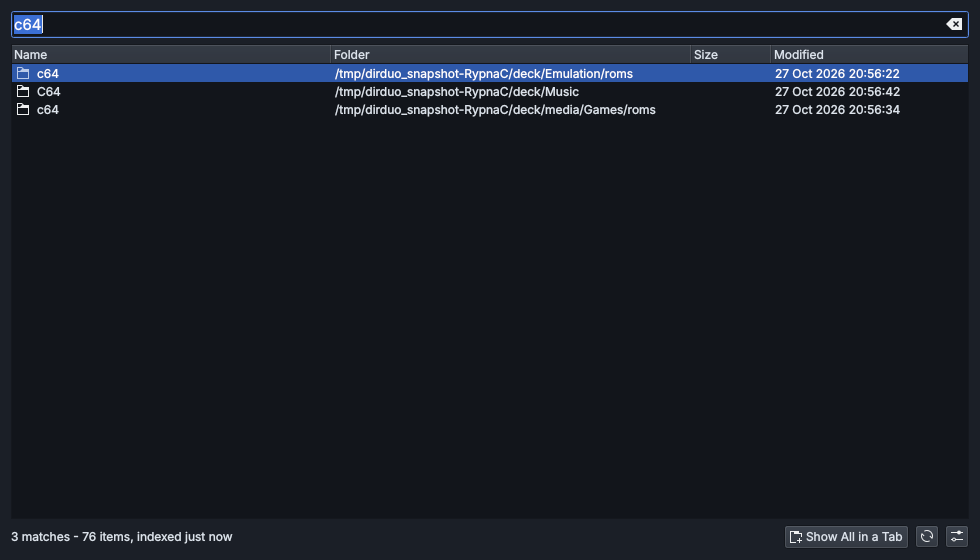 c64
Name Folder Size Modified
c64 /tmp/dirduo_snapshot-RypnaC/deck/Emulation/roms 27 Oct 2026 20:56:22
C64 /tmp/dirduo_snapshot-RypnaC/deck/Music 27 Oct 2026 20:56:42
c64 /tmp/dirduo_snapshot-RypnaC/deck/media/Games/roms 27 Oct 2026 20:56:34
3 matches - 76 items, indexed just now Show All in a Tab